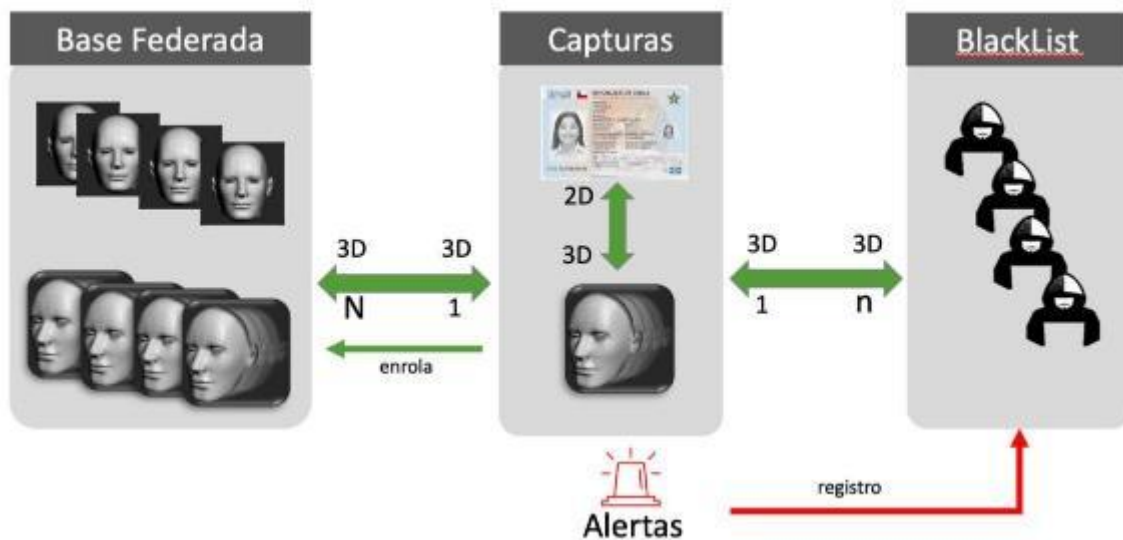 Base Federada
Capturas
BlackList
2D
3D
3D 3D
N 1
enrola
3D 3D
1 n
Alertas
registro